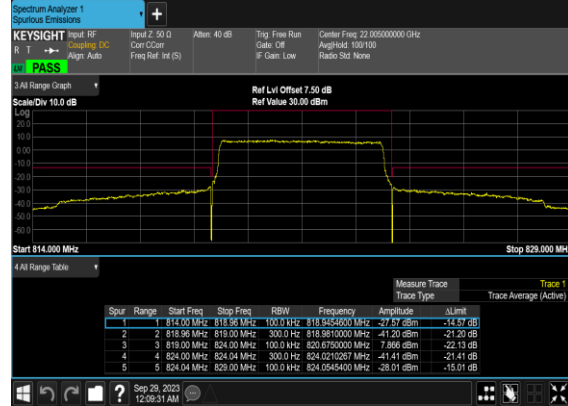 Spectrum Analyzer 1
Spurious Emissions
KEYSIGHT Input: RF Input Z: 50 Ω Atten: 40 dB Trig: Free Run Center Freq: 22.005000000 GHz
R T Coupling: DC Corr CCorr Gate: Off Avg|Hold: 100/100
Align: Auto Freq Ref: Int (S) IF Gain: Low Radio Std: None
PASS
3 All Range Graph
Ref Lvl Offset 7.50 dB
Scale/Div 10.0 dB Ref Value 30.00 dBm
Log
20.0
10.0
0.00
-10.0
-20.0
-30.0
-40.0
-50.0
-60.0
Start 814.000 MHz Stop 829.000 MH
4 All Range Table
Measure Trace Trace 1
Trace Type Trace Average (Active)
Spur Range Start Freq Stop Freq RBW Frequency Amplitude ΔLimit
1 1 814.00 MHz 818.96 MHz 100.0 kHz 818.9454600 MHz -27.57 dBm -14.57 dB
2 2 818.96 MHz 819.00 MHz 300.0 Hz 818.9810000 MHz -41.20 dBm -21.20 dB
3 3 819.00 MHz 824.00 MHz 100.0 kHz 820.6750000 MHz 7.866 dBm -22.13 dB
4 4 824.00 MHz 824.04 MHz 300.0 Hz 824.0210267 MHz -41.41 dBm -21.41 dB
5 5 824.04 MHz 829.00 MHz 100.0 kHz 824.0545400 MHz -28.01 dBm -15.01 dB
Sep 29, 2023
12:09:31 AM